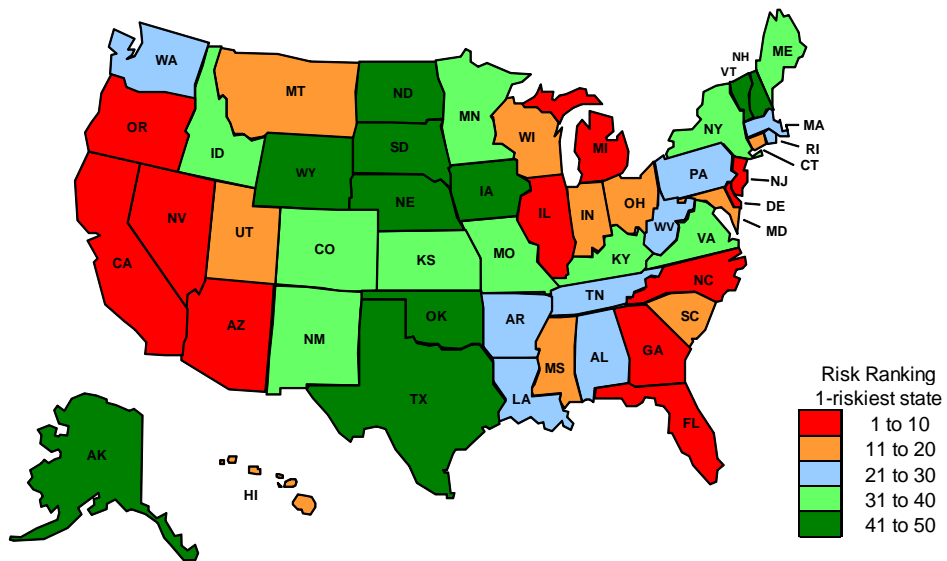 NH
ME
WA
VT
MT
ND
MN
OR
MA
NY
WI
SD
RI
ID
MI
CT
WY
PA
IA
NJ
NE
OH
DE
IL
IN
NV
UT
WV
MD
CO
VA
MO
KY
KS
CA
NC
TN
OK
AR
SC
AZ
NM
GA
AL
MS
TX
LA
Risk Ranking
1-riskiest state
FL
1 to 10
11 to 20
AK
21 to 30
HI
31 to 40
41 to 50